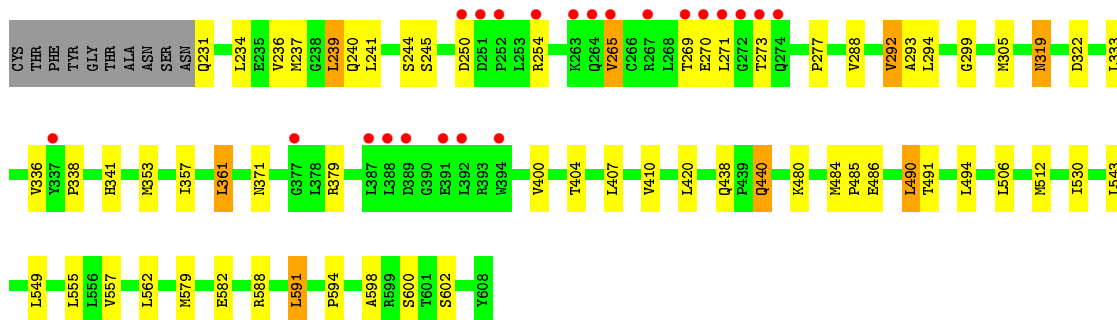 CYS THR PHE TYR GLY THR ALA ASN SER ASN Q231 L234 E235 V236 M237 G238 L239 Q240 L241 S244 S245 D250 D251 P252 L253 R254 K263 Q264 V265 C266 R267 L268 T269 E270 L271 G272 T273 Q274 P277 V288 V292 A293 L294 G299 M305 N319 D322 L333
V336 Y337 P338 H341 M353 I357 L361 N371 G377 L378 R379 L387 L388 D389 G390 E391 L392 R393 W394 V400 T404 L407 V410 L420 Q438 P439 Q440 K480 M484 P485 E486 L490 T491 L494 L506 M512 I530 L543
L549 L555 L556 V557 L562 M579 E582 R588 L591 P594 A598 R599 S600 T601 S602 Y608